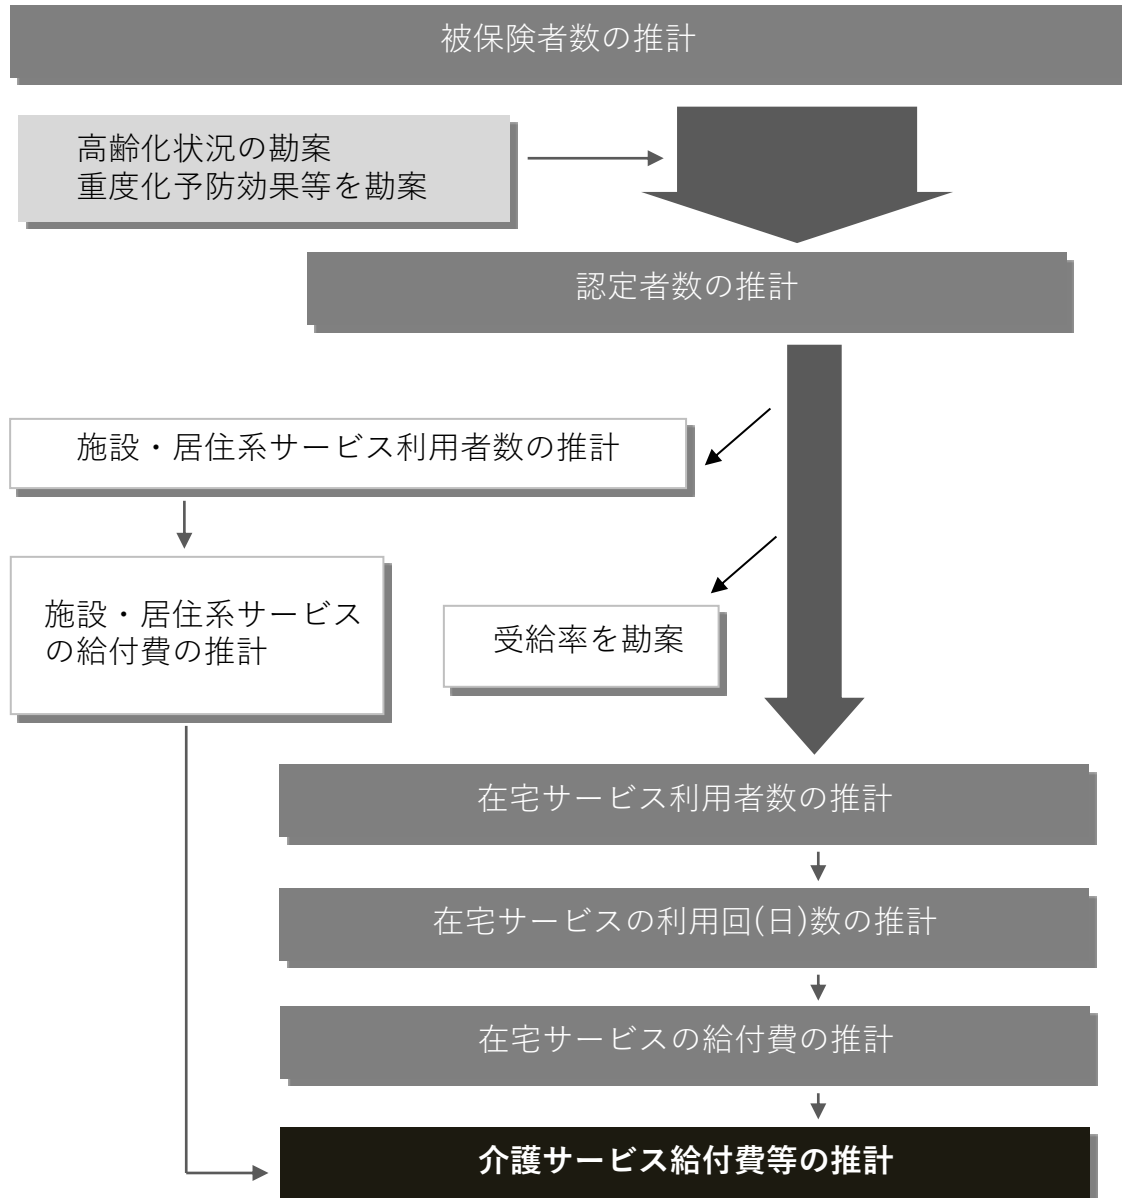 被保険者数の推計
高齢化状況の勘案
重度化予防効果等を勘案
認定者数の推計
施設・居住系サービス利用者数の推計
施設・居住系サービス
の給付費の推計
受給率を勘案
在宅サービス利用者数の推計
在宅サービスの利用回(日)数の推計
在宅サービスの給付費の推計
介護サービス給付費等の推計